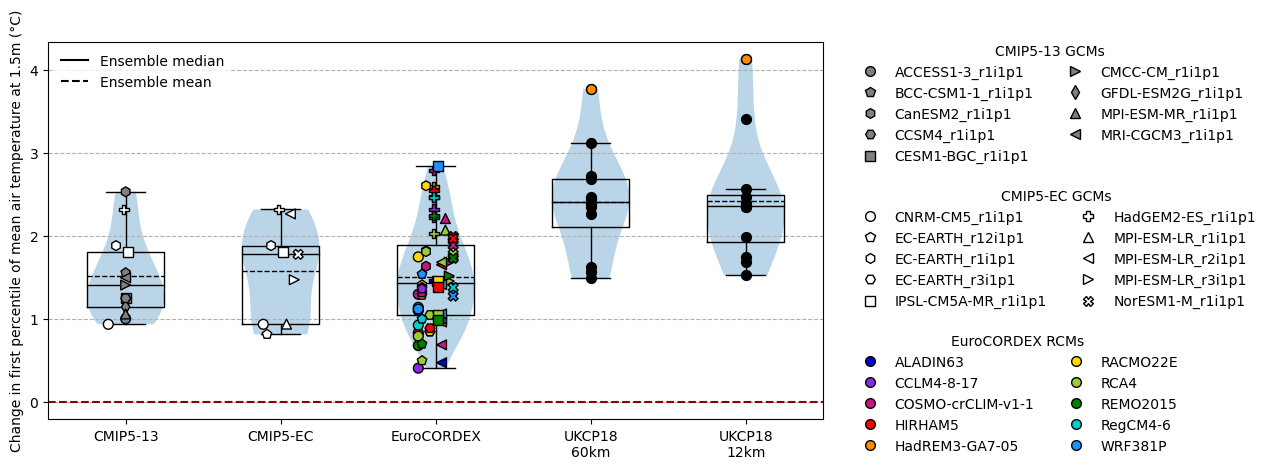 Change in first percentile of mean air temperature at 1.5m (°C)
4
3
2
1
0
Ensemble median
Ensemble mean
CMIP5-13
CMIP5-EC
EuroCORDEX
UKCP18
60km
UKCP18
12km
CMIP5-13 GCMs
ACCESS1-3_r1i1p1
BCC-CSM1-1_r1i1p1
CanESM2_r1i1p1
CCSM4_r1i1p1
CESM1-BGC_r1i1p1
CMCC-CM_r1i1p1
GFDL-ESM2G_r1i1p1
MPI-ESM-MR_r1i1p1
MRI-CGCM3_r1i1p1
CMIP5-EC GCMs
CNRM-CM5_r1i1p1
EC-EARTH_r12i1p1
EC-EARTH_r1i1p1
EC-EARTH_r3i1p1
IPSL-CM5A-MR_r1i1p1
HadGEM2-ES_r1i1p1
MPI-ESM-LR_r1i1p1
MPI-ESM-LR_r2i1p1
MPI-ESM-LR_r3i1p1
NorESM1-M_r1i1p1
EuroCORDEX RCMs
ALADIN63
CCLM4-8-17
COSMO-crCLIM-v1-1
HIRHAM5
HadREM3-GA7-05
RACMO22E
RCA4
REMO2015
RegCM4-6
WRF381P